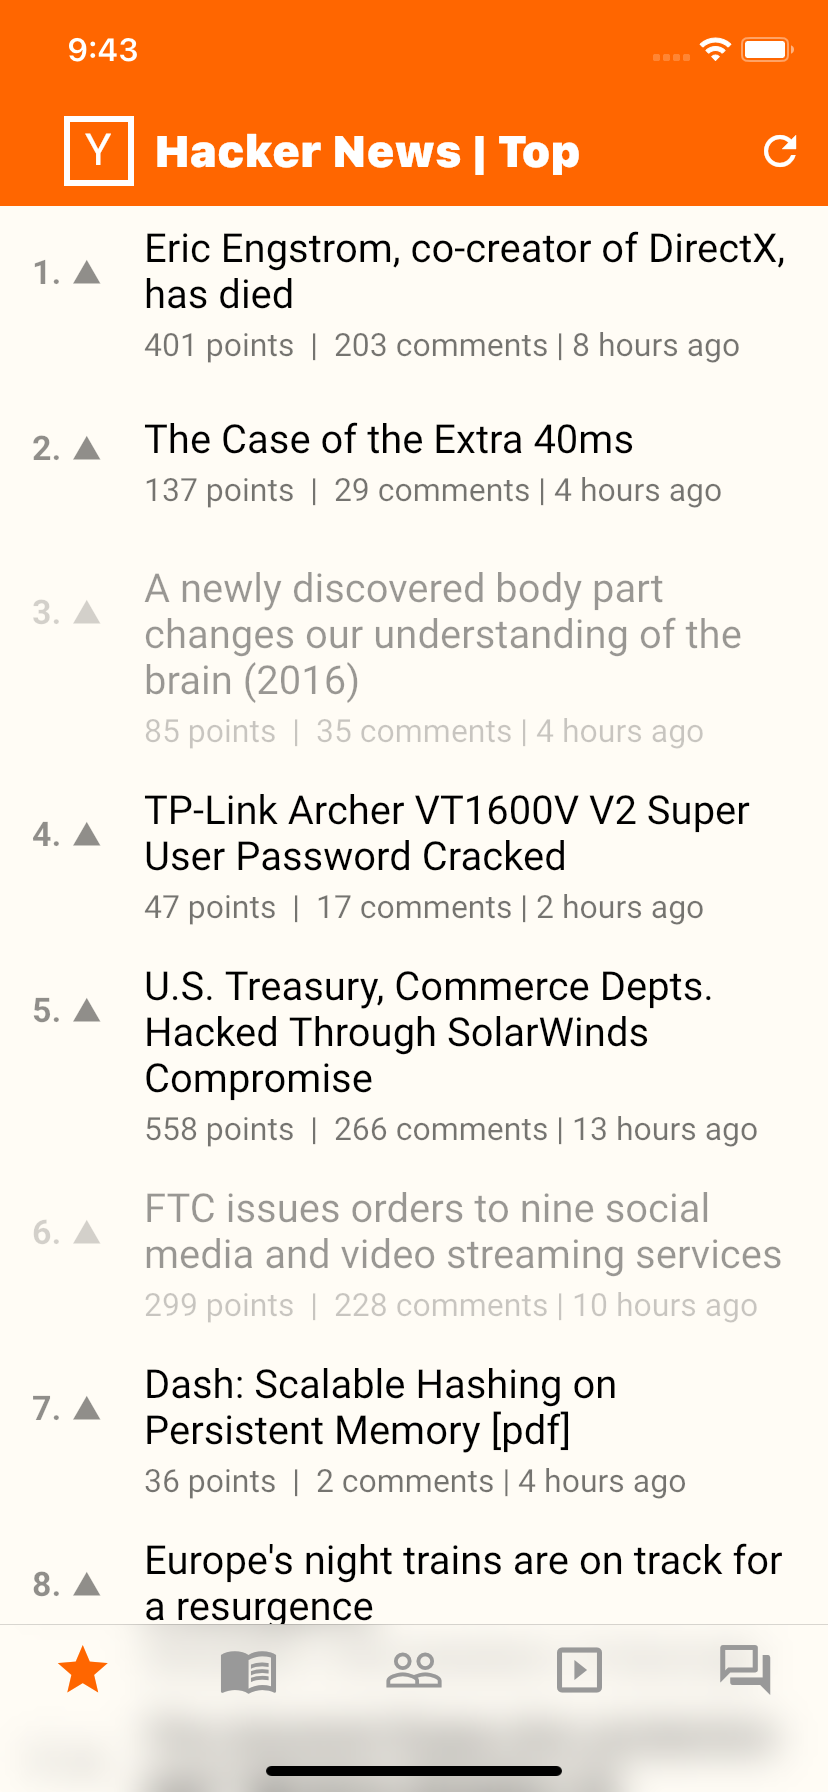 9:43
Y Hacker News | Top
1. ▲ Eric Engstrom, co-creator of DirectX,
has died
401 points | 203 comments | 8 hours ago
2. ▲ The Case of the Extra 40ms
137 points | 29 comments | 4 hours ago
3. ▲ A newly discovered body part
changes our understanding of the
brain (2016)
85 points | 35 comments | 4 hours ago
4. ▲ TP-Link Archer VT1600V V2 Super
User Password Cracked
47 points | 17 comments | 2 hours ago
5. ▲ U.S. Treasury, Commerce Depts.
Hacked Through SolarWinds
Compromise
558 points | 266 comments | 13 hours ago
6. ▲ FTC issues orders to nine social
media and video streaming services
299 points | 228 comments | 10 hours ago
7. ▲ Dash: Scalable Hashing on
Persistent Memory [pdf]
36 points | 2 comments | 4 hours ago
8. ▲ Europe's night trains are on track for
a resurgence